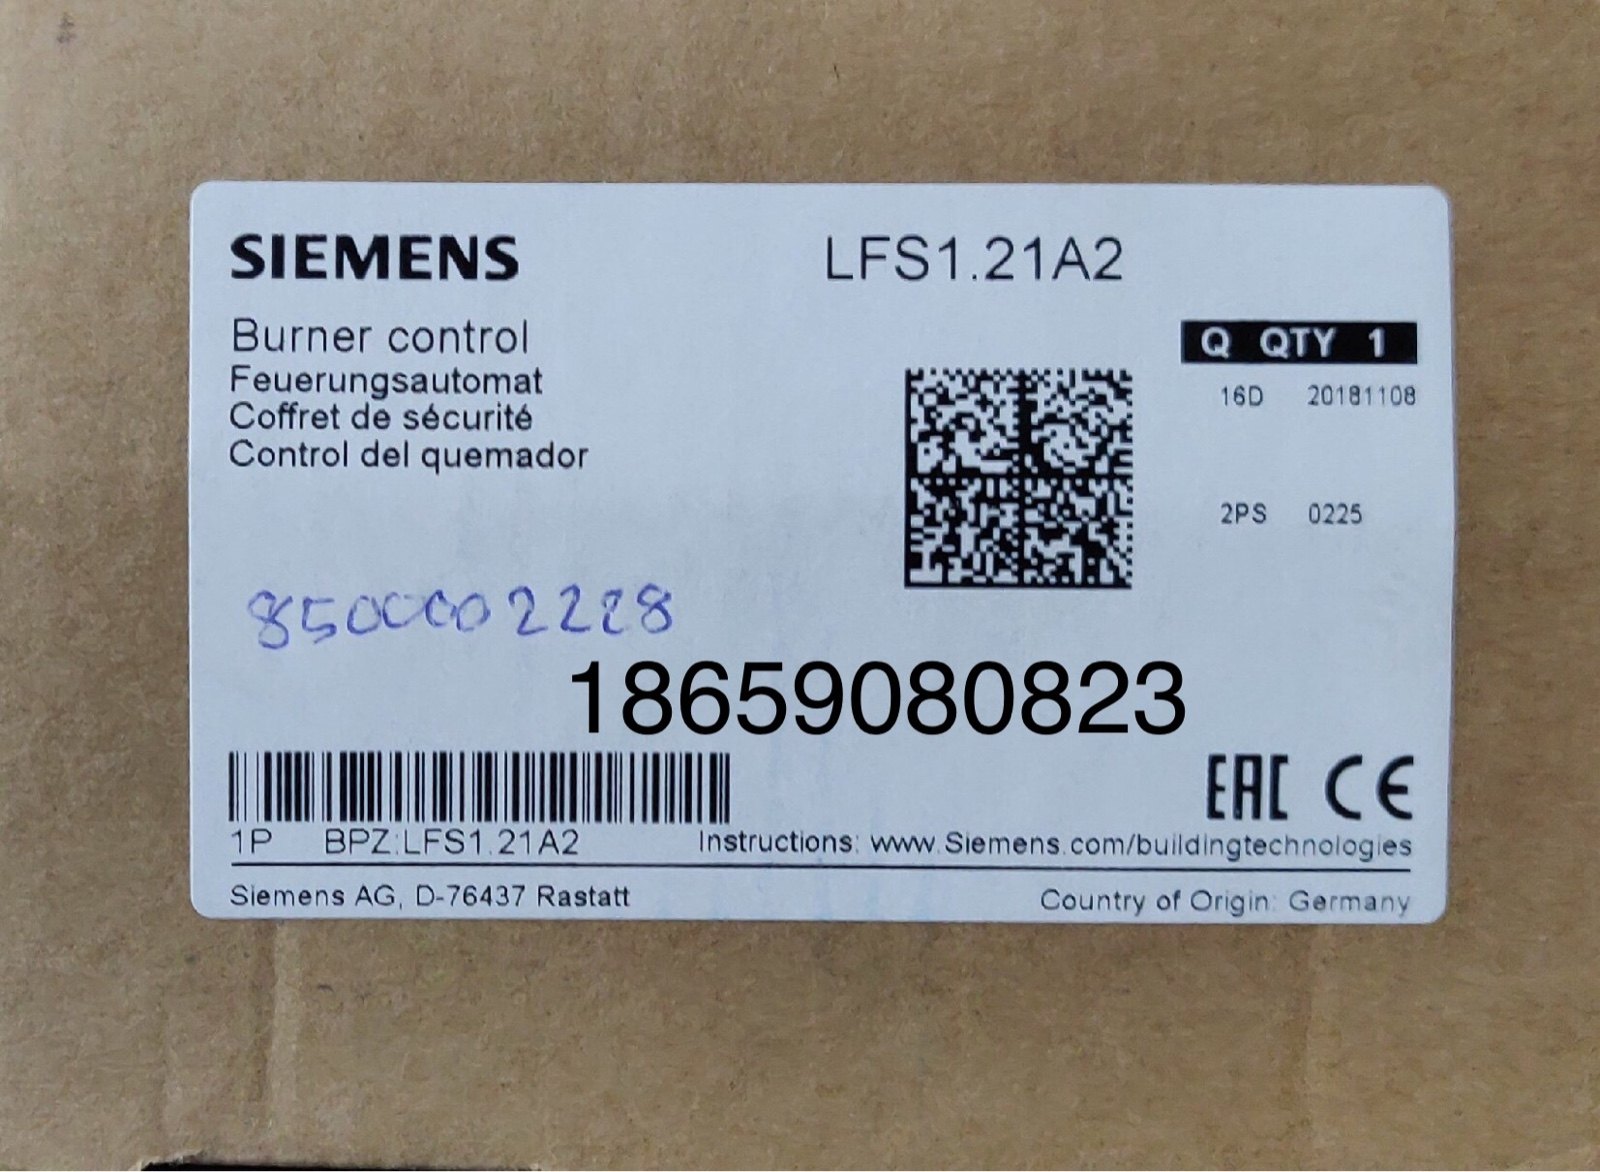 SIEMENS
LFS1.21A2
Burner control
Feuerungsautomat
Coffret de sécurité
Control del quemador
Q QTY 1
16D 20181108
2PS 0225
8500002228
18659080823
EAC CE
1P BPZ:LFS1.21A2
Instructions: www.Siemens.com/buildingtechnologies
Siemens AG, D-76437 Rastatt
Country of Origin: Germany